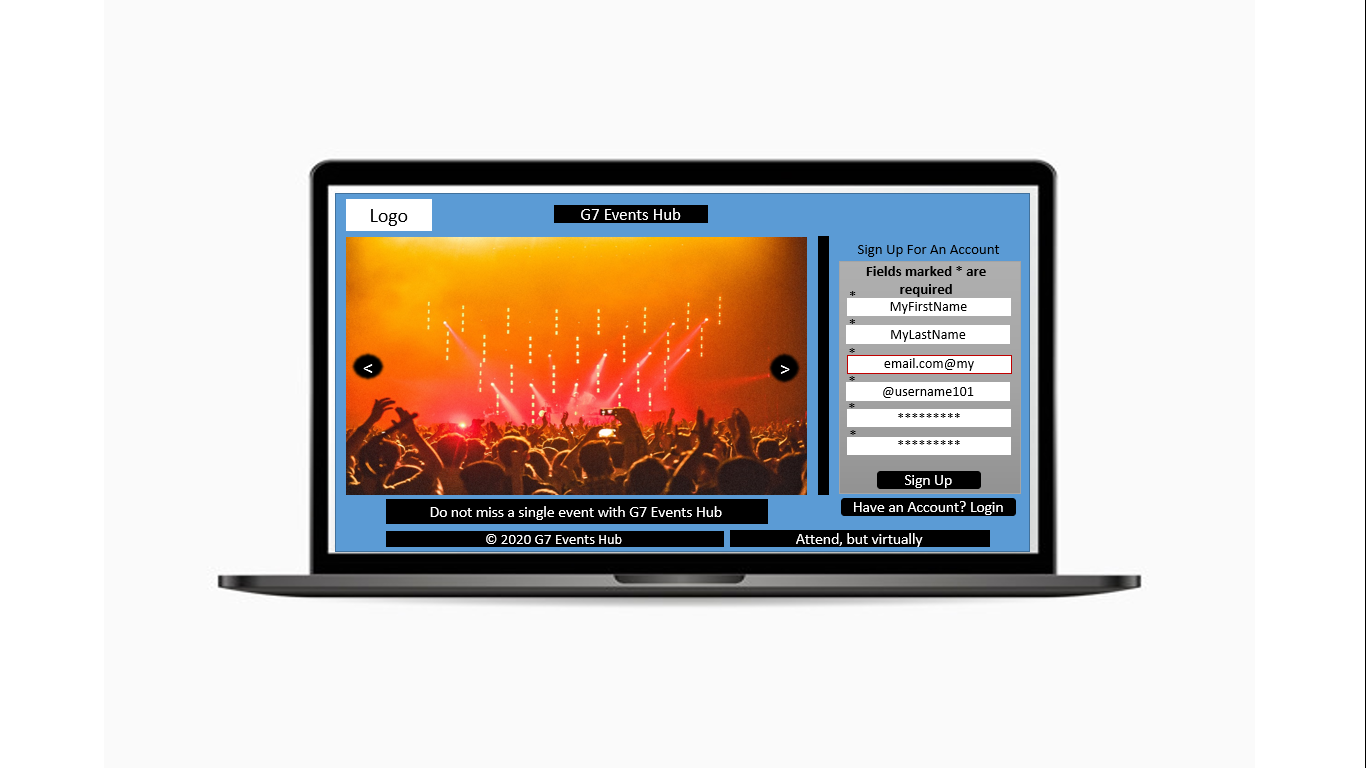 Logo
G7 Events Hub
Sign Up For An Account
Fields marked * are
required
*
MyFirstName
*
MyLastName
*
email.com@my
*
@username101
*
*********
*
*********
<
>
Sign Up
Have an Account? Login
Do not miss a single event with G7 Events Hub
© 2020 G7 Events Hub
Attend, but virtually